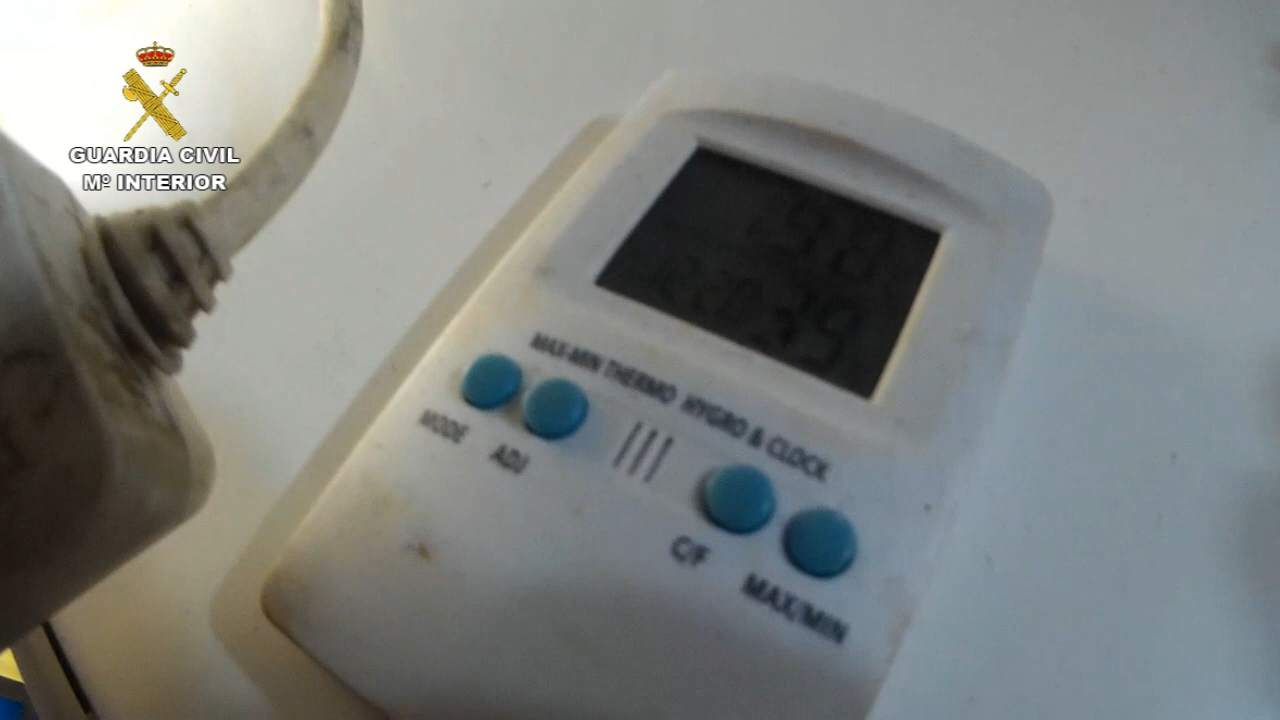 GUARDIA CIVIL
Mº INTERIOR
MAX-MIN THERMO HYGRO & CLOCK
MODE
ADJ
C/F
MAX/MIN